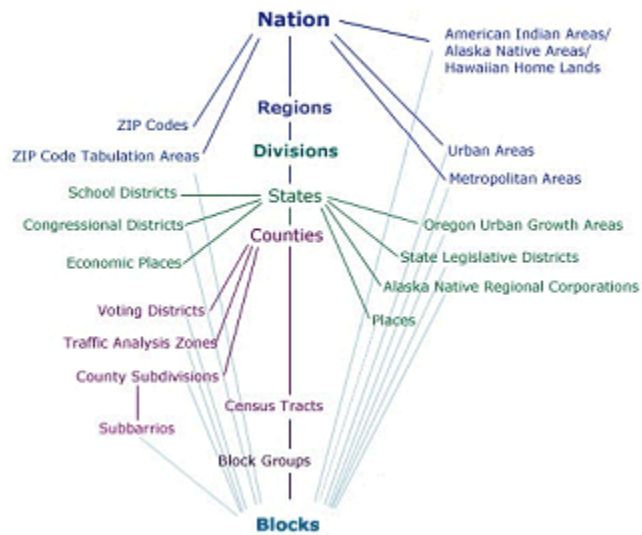 Nation
American Indian Areas/
Alaska Native Areas/
Hawaiian Home Lands
Regions
ZIP Codes
Divisions
Urban Areas
ZIP Code Tabulation Areas
Metropolitan Areas
School Districts
States
Congressional Districts
Oregon Urban Growth Areas
Counties
State Legislative Districts
Economic Places
Alaska Native Regional Corporations
Voting Districts
Places
Traffic Analysis Zones
County Subdivisions
Census Tracts
Subbarrios
Block Groups
Blocks